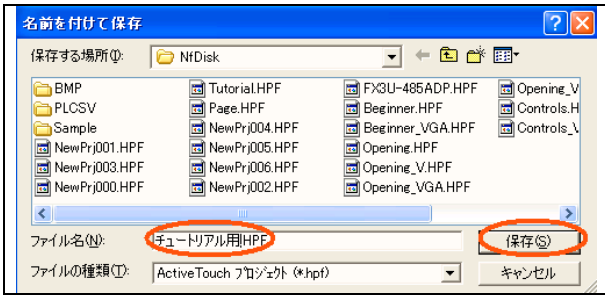 名前を付けて保存
保存する場所(I): NfDisk
BMP Tutorial.HPF FX3U-485ADP.HPF Opening_V
PLCSV Page.HPF Beginner.HPF Controls.H
Sample NewPrj004.HPF Beginner_VGA.HPF Controls_V
NewPrj001.HPF NewPrj005.HPF Opening.HPF
NewPrj003.HPF NewPrj006.HPF Opening_V.HPF
NewPrj000.HPF NewPrj002.HPF Opening_VGA.HPF
ファイル名(N): チュートリアル用.HPF 保存(S)
ファイルの種類(T): ActiveTouch プロジェクト (*.hpf) キャンセル